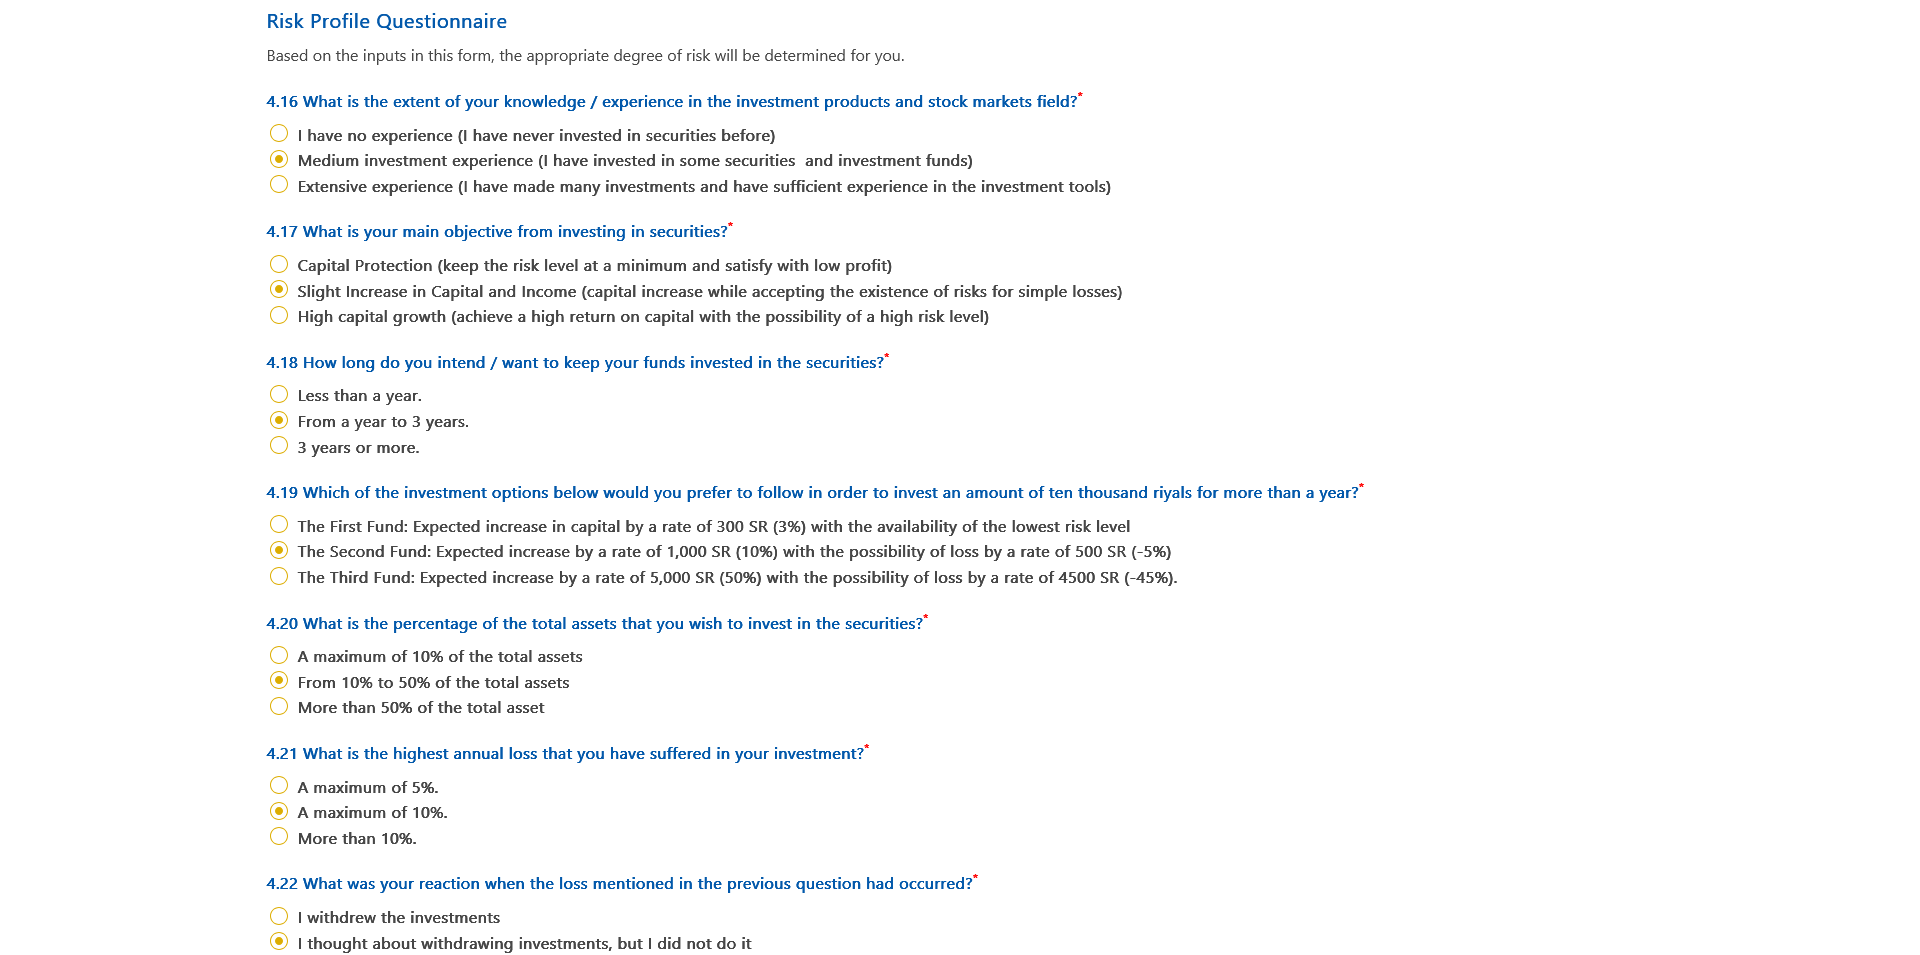 Risk Profile Questionnaire
Based on the inputs in this form, the appropriate degree of risk will be determined for you.
4.16 What is the extent of your knowledge / experience in the investment products and stock markets field?*
I have no experience (I have never invested in securities before)
Medium investment experience (I have invested in some securities  and investment funds)
Extensive experience (I have made many investments and have sufficient experience in the investment tools)
4.17 What is your main objective from investing in securities?*
Capital Protection (keep the risk level at a minimum and satisfy with low profit)
Slight Increase in Capital and Income (capital increase while accepting the existence of risks for simple losses)
High capital growth (achieve a high return on capital with the possibility of a high risk level)
4.18 How long do you intend / want to keep your funds invested in the securities?*
Less than a year.
From a year to 3 years.
3 years or more.
4.19 Which of the investment options below would you prefer to follow in order to invest an amount of ten thousand riyals for more than a year?*
The First Fund: Expected increase in capital by a rate of 300 SR (3%) with the availability of the lowest risk level
The Second Fund: Expected increase by a rate of 1,000 SR (10%) with the possibility of loss by a rate of 500 SR (-5%)
The Third Fund: Expected increase by a rate of 5,000 SR (50%) with the possibility of loss by a rate of 4500 SR (-45%).
4.20 What is the percentage of the total assets that you wish to invest in the securities?*
A maximum of 10% of the total assets
From 10% to 50% of the total assets
More than 50% of the total asset
4.21 What is the highest annual loss that you have suffered in your investment?*
A maximum of 5%.
A maximum of 10%.
More than 10%.
4.22 What was your reaction when the loss mentioned in the previous question had occurred?*
I withdrew the investments
I thought about withdrawing investments, but I did not do it